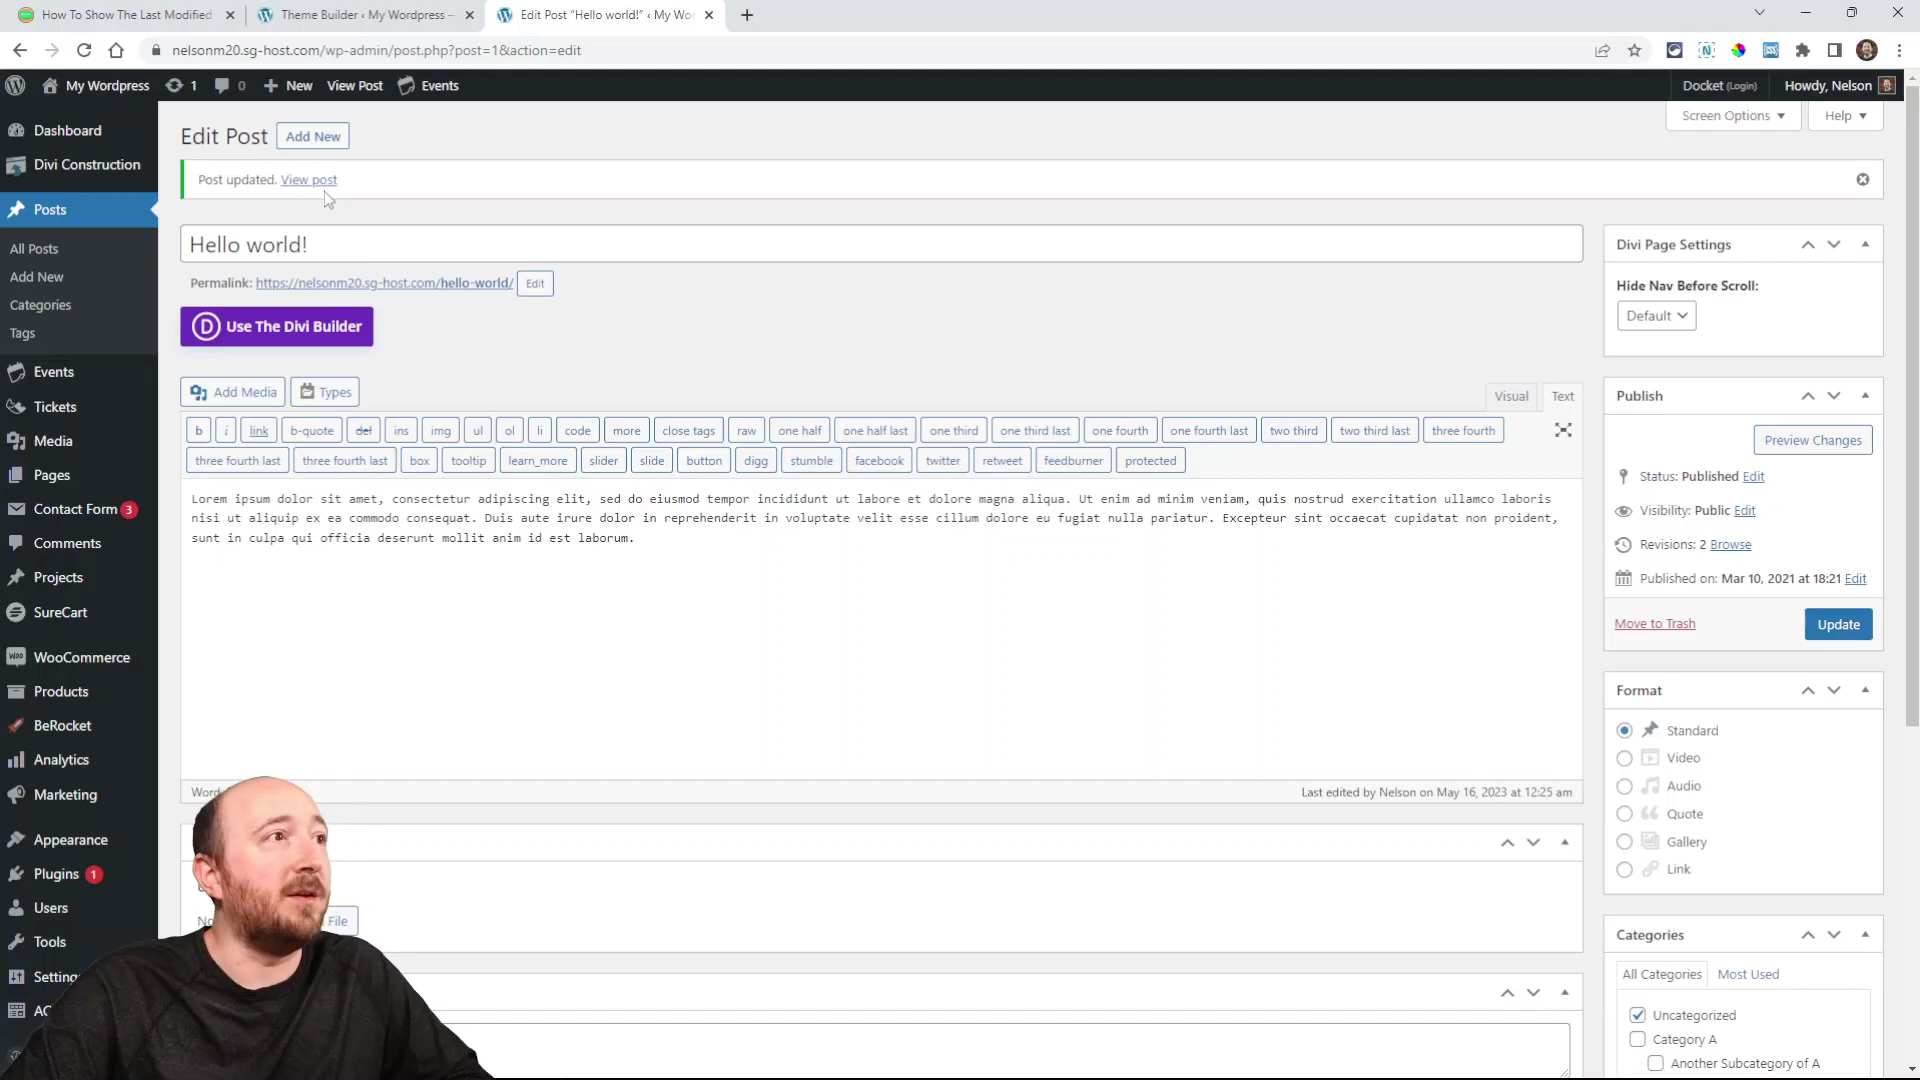 How To Show The Last Modified
Theme Builder ‹ My Wordpress —
Edit Post “Hello world!” ‹ My Wor
nelsonm20.sg-host.com/wp-admin/post.php?post=1&action=edit
My Wordpress 1 0 New View Post Events Docket (Login) Howdy, Nelson
Screen Options Help
Dashboard
Divi Construction
Posts
All Posts
Add New
Categories
Tags
Events
Tickets
Media
Pages
Contact Form 3
Comments
Projects
SureCart
WooCommerce
Products
BeRocket
Analytics
Marketing
Appearance
Plugins 1
Users
Tools
Edit Post Add New
Post updated. View post
Hello world!
Permalink: https://nelsonm20.sg-host.com/hello-world/ Edit
D Use The Divi Builder
Add Media Types
Visual Text
b i link b-quote del ins img ul ol li code more close tags raw one half one half last one third one third last one fourth one fourth last two third two third last three fourth
three fourth last three fourth last box tooltip learn_more slider slide button digg stumble facebook twitter retweet feedburner protected
Lorem ipsum dolor sit amet, consectetur adipiscing elit, sed do eiusmod tempor incididunt ut labore et dolore magna aliqua. Ut enim ad minim veniam, quis nostrud exercitation ullamco laboris
nisi ut aliquip ex ea commodo consequat. Duis aute irure dolor in reprehenderit in voluptate velit esse cillum dolore eu fugiat nulla pariatur. Excepteur sint occaecat cupidatat non proident,
sunt in culpa qui officia deserunt mollit anim id est laborum.
Last edited by Nelson on May 16, 2023 at 12:25 am
File
Divi Page Settings
Hide Nav Before Scroll:
Default
Publish
Preview Changes
Status: Published Edit
Visibility: Public Edit
Revisions: 2 Browse
Published on: Mar 10, 2021 at 18:21 Edit
Move to Trash Update
Format
Standard
Video
Audio
Quote
Gallery
Link
Categories
All Categories Most Used
Uncategorized
Category A
Another Subcategory of A